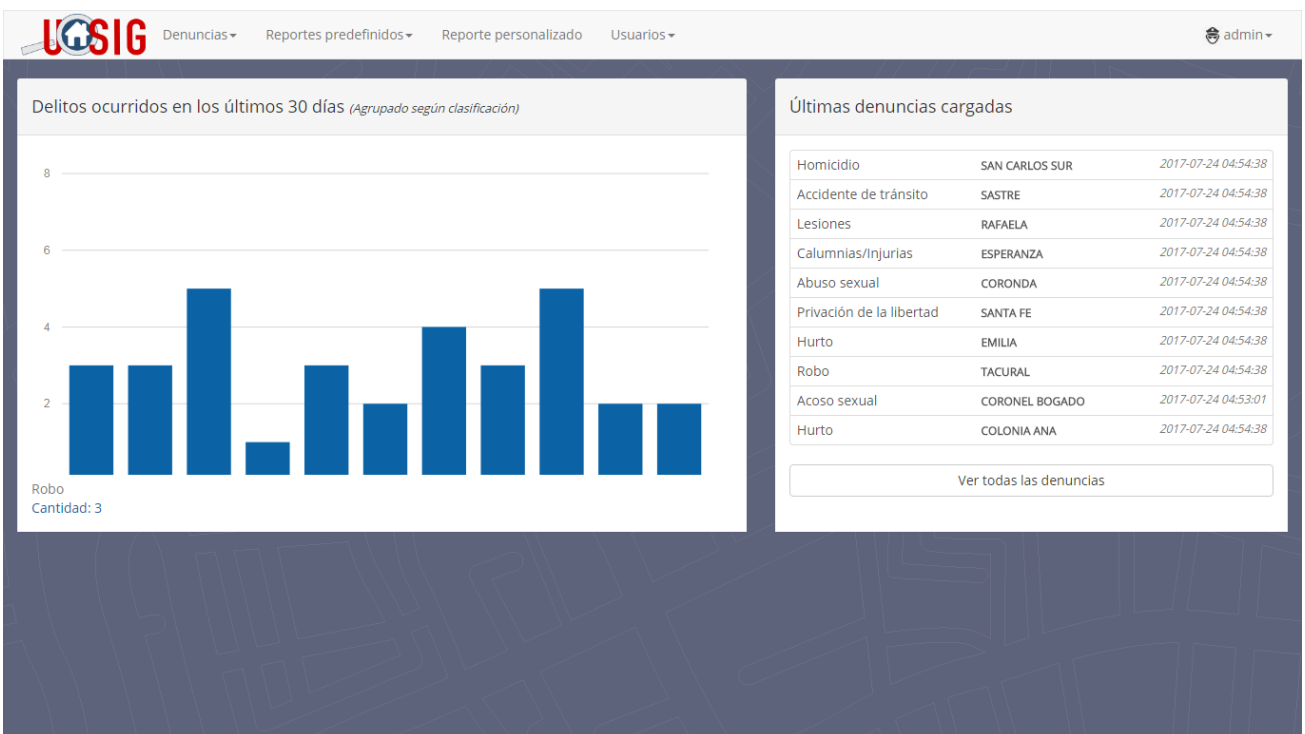 UOSIG Denuncias Reportes predefinidos Reporte personalizado Usuarios admin
Delitos ocurridos en los últimos 30 días (Agrupado según clasificación)
8
6
4
2
Robo
Cantidad: 3
Últimas denuncias cargadas
Homicidio SAN CARLOS SUR 2017-07-24 04:54:38
Accidente de tránsito SASTRE 2017-07-24 04:54:38
Lesiones RAFAELA 2017-07-24 04:54:38
Calumnias/Injurias ESPERANZA 2017-07-24 04:54:38
Abuso sexual CORONDA 2017-07-24 04:54:38
Privación de la libertad SANTA FE 2017-07-24 04:54:38
Hurto EMILIA 2017-07-24 04:54:38
Robo TACURAL 2017-07-24 04:54:38
Acoso sexual CORONEL BOGADO 2017-07-24 04:53:01
Hurto COLONIA ANA 2017-07-24 04:54:38
Ver todas las denuncias